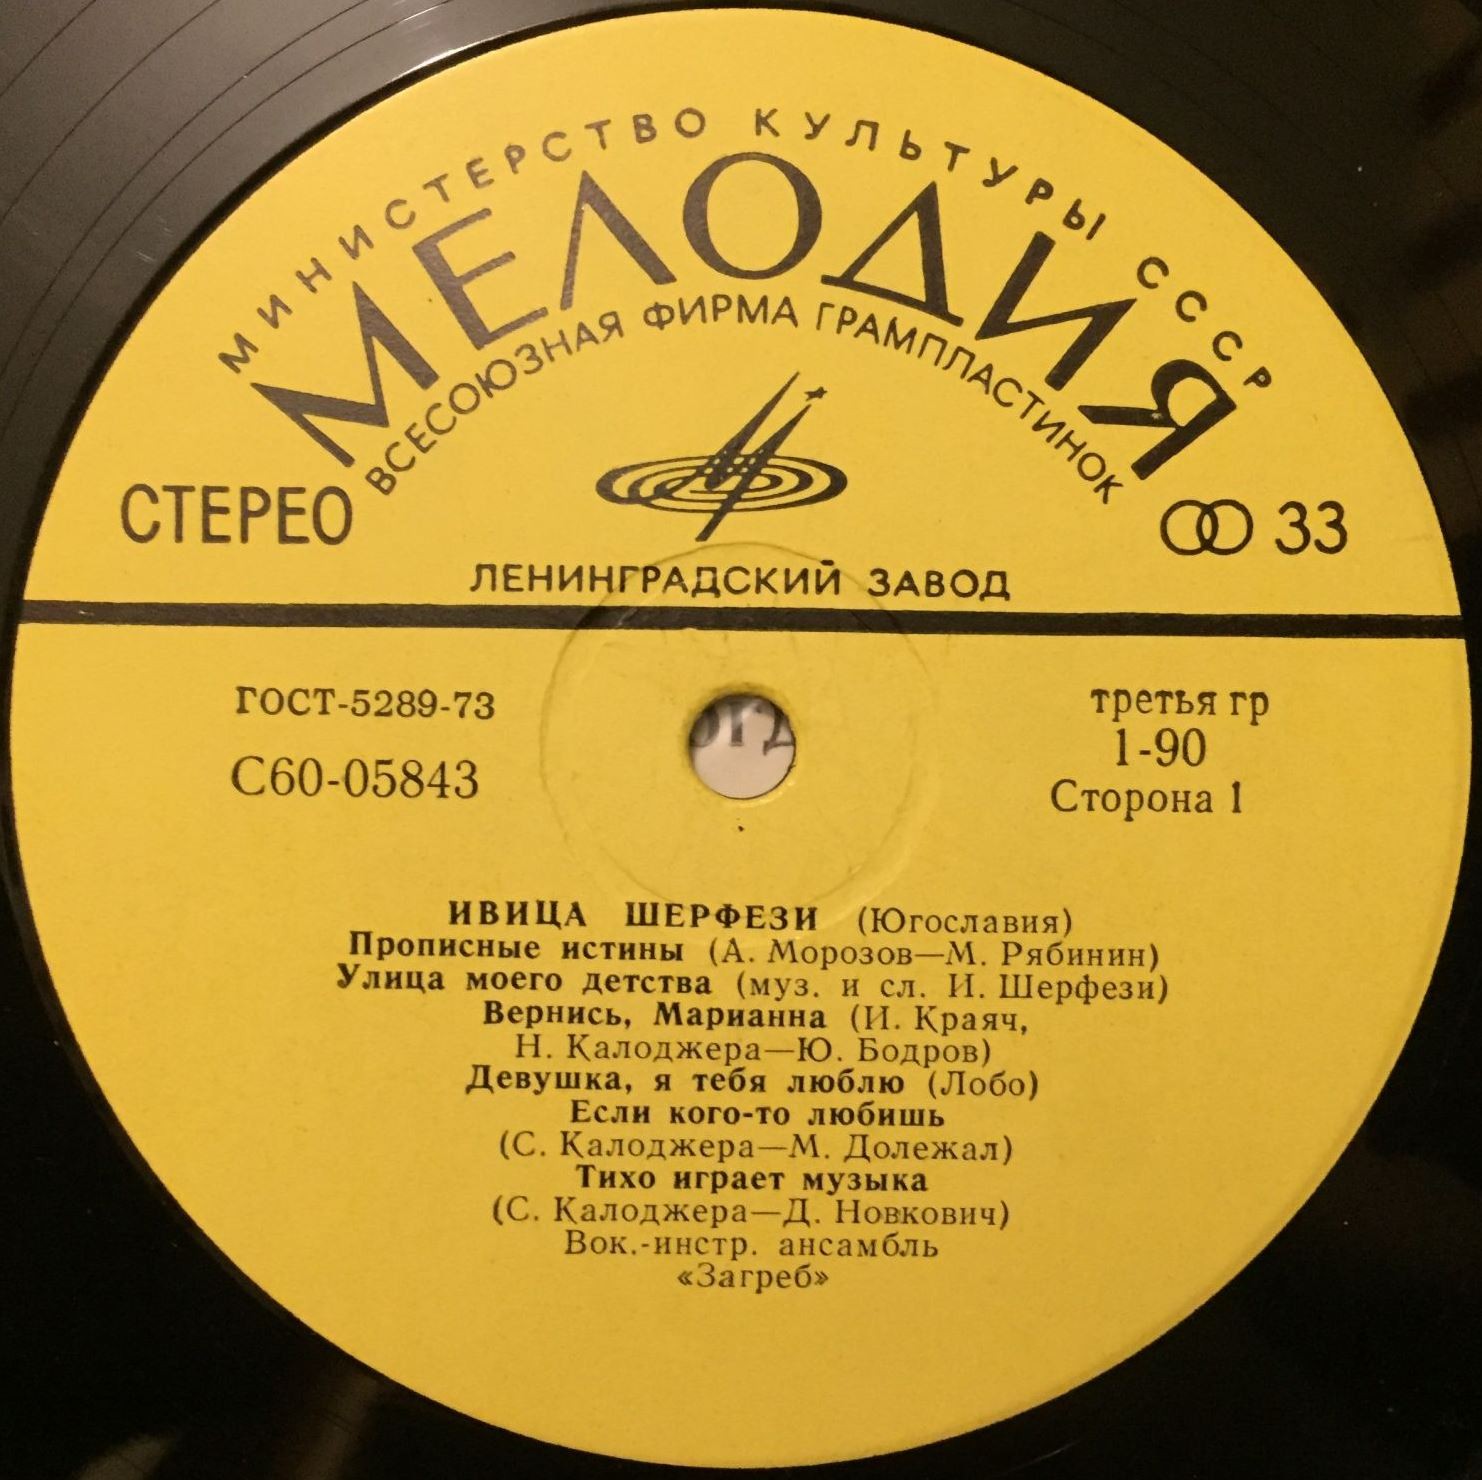 МИНИСТЕРСТВО КУЛЬТУРЫ СССР
МЕЛОДИЯ
ВСЕСОЮЗНАЯ ФИРМА ГРАМПЛАСТИНОК
СТЕРЕО
33
ЛЕНИНГРАДСКИЙ ЗАВОД
ГОСТ-5289-73
третья гр
С60-05843
1-90
Сторона 1
ИВИЦА ШЕРФЕЗИ (Югославия)
Прописные истины (А. Морозов—М. Рябинин)
Улица моего детства (муз. и сл. И. Шерфези)
Вернись, Марианна (И. Краяч,
Н. Калоджера—Ю. Бодров)
Девушка, я тебя люблю (Лобо)
Если кого-то любишь
(С. Калоджера—М. Долежал)
Тихо играет музыка
(С. Калоджера—Д. Новкович)
Вок.-инстр. ансамбль
«Загреб»